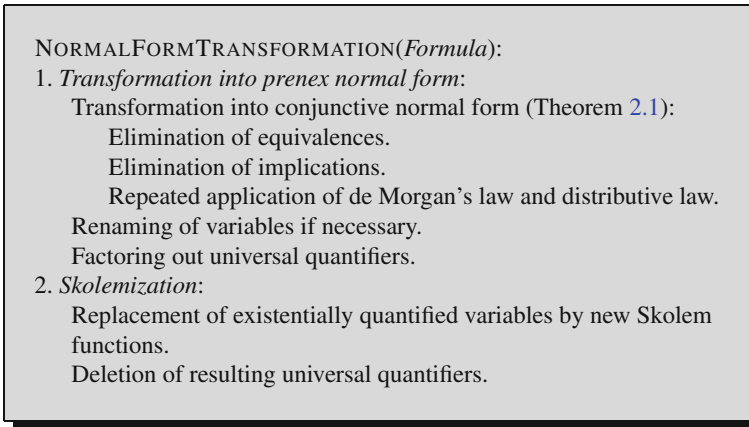 NORMALFORMTRANSFORMATION(Formula):
1. Transformation into prenex normal form:
Transformation into conjunctive normal form (Theorem 2.1):
Elimination of equivalences.
Elimination of implications.
Repeated application of de Morgan's law and distributive law.
Renaming of variables if necessary.
Factoring out universal quantifiers.
2. Skolemization:
Replacement of existentially quantified variables by new Skolem
functions.
Deletion of resulting universal quantifiers.